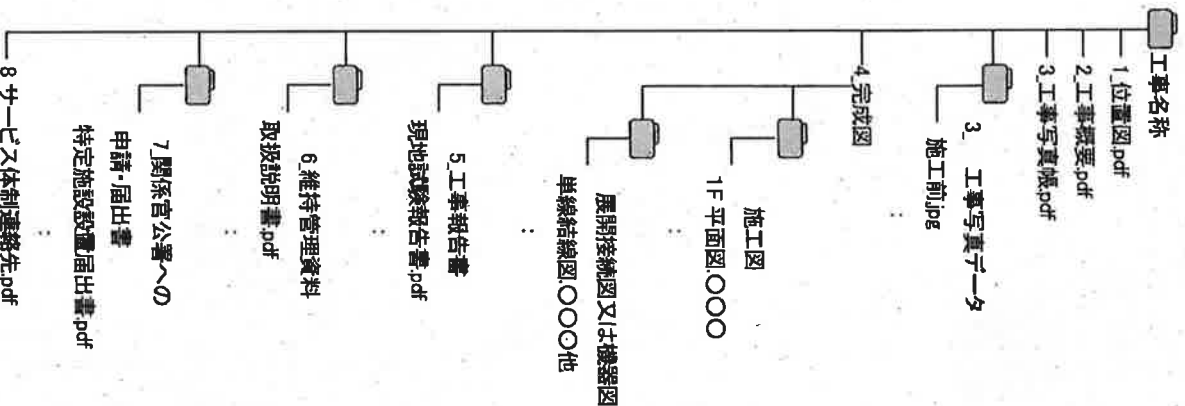 工事名称
1_位置図.pdf
2_工事概要.pdf
3_工事写真帳.pdf
3_ 工事写真データ
施工前.jpg
:
4_完成図
施工図
1F 平面図.〇〇〇
:
展開接続図又は機器図
単線結線図.〇〇〇他
:
5_工事報告書
現地試験報告書.pdf
:
6_維持管理資料
取扱説明書.pdf
:
7_関係官公署への
申請・届出書
特定施設設置届出書.pdf
:
8 サービス体制連絡先.pdf